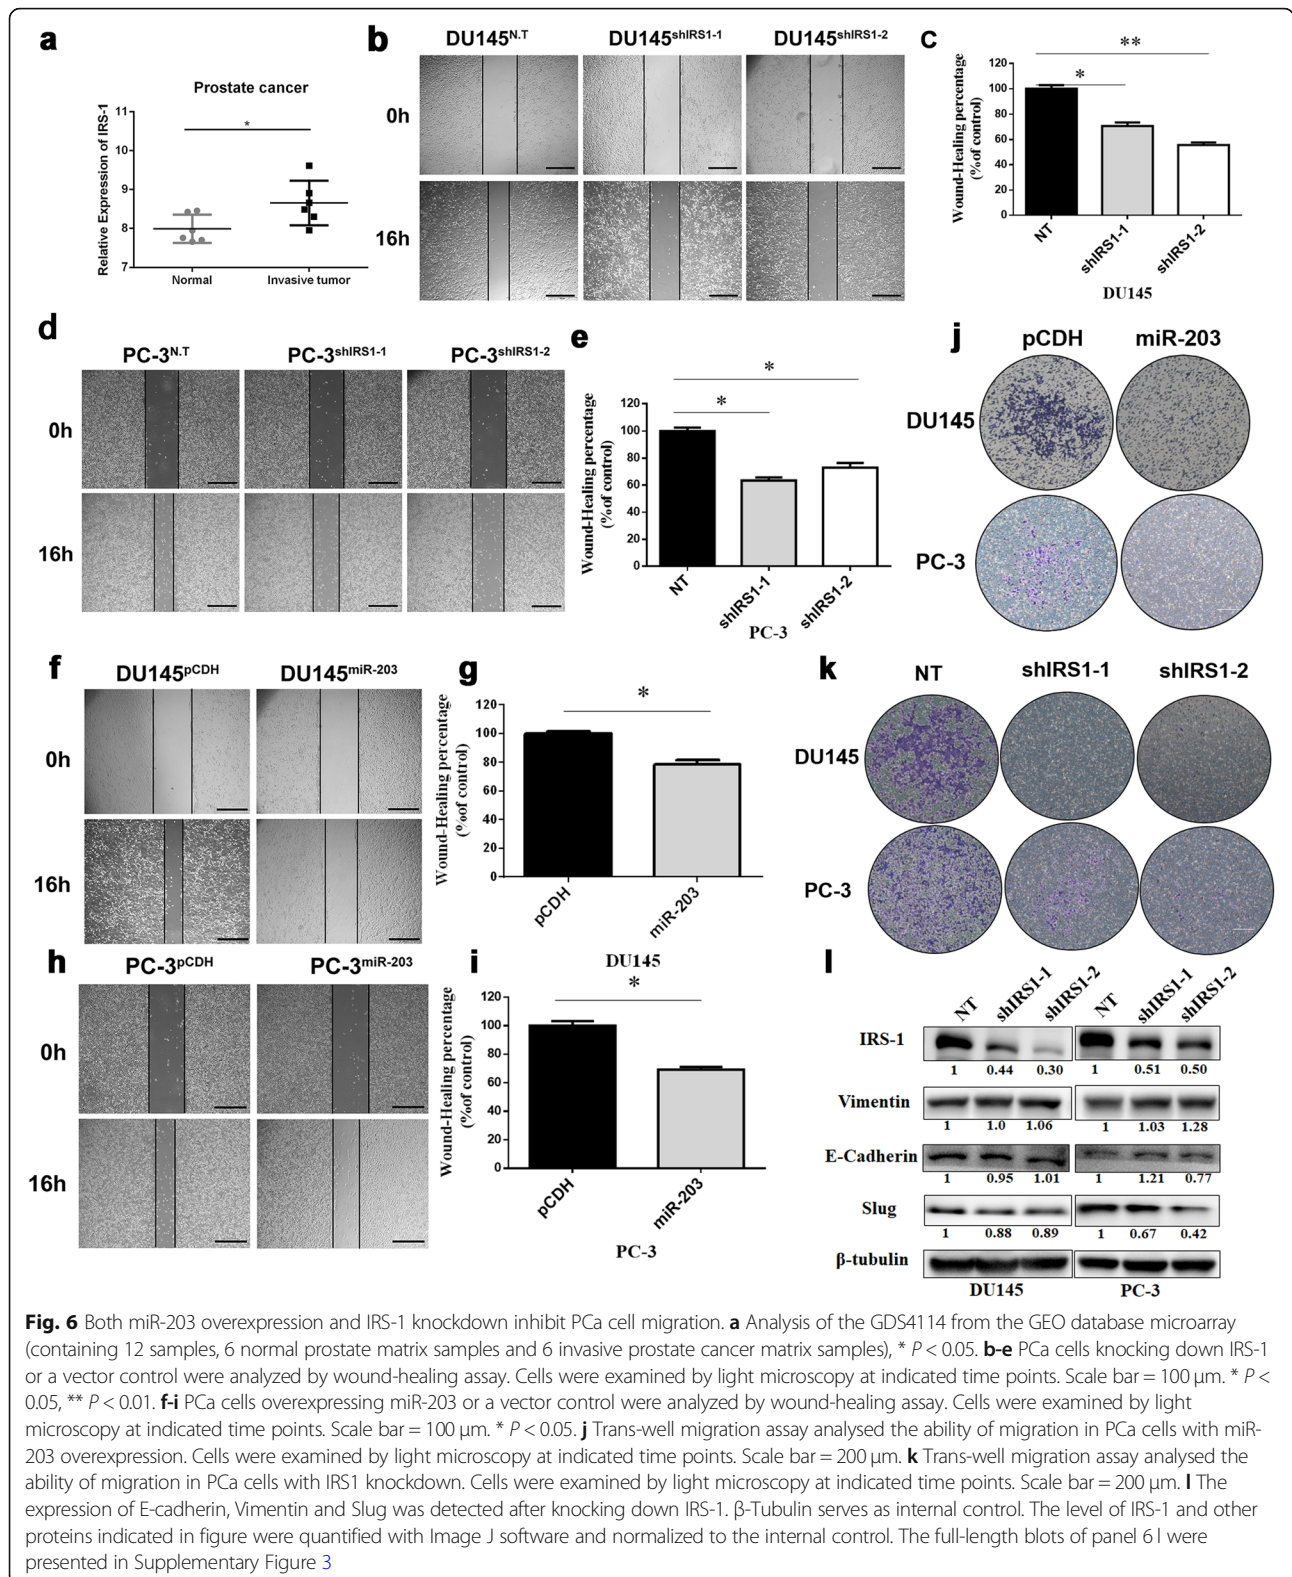 a
Prostate cancer
Relative Expression of IRS-1
11
10
9
8
7
*
Normal
Invasive tumor
b
DU145N.T
DU145shIRS1-1
DU145shIRS1-2
0h
16h
c
Wound-Healing percentage
(%of control)
120
100
80
60
40
20
0
**
*
NT
shIRS1-1
shIRS1-2
DU145
d
PC-3N.T
PC-3shIRS1-1
PC-3shIRS1-2
0h
16h
e
Wound-Healing percentage
(%of control)
120
100
80
60
40
20
0
*
*
NT
shIRS1-1
shIRS1-2
PC-3
j
pCDH
miR-203
DU145
PC-3
f
DU145pCDH
DU145miR-203
0h
16h
g
Wound-Healing percentage
(%of control)
120
100
80
60
40
20
0
*
pCDH
miR-203
DU145
k
NT
shIRS1-1
shIRS1-2
DU145
PC-3
h
PC-3pCDH
PC-3miR-203
0h
16h
i
Wound-Healing percentage
(%of control)
120
100
80
60
40
20
0
*
pCDH
miR-203
PC-3
l
NT shIRS1-1 shIRS1-2 NT shIRS1-1 shIRS1-2
IRS-1
1 0.44 0.30 1 0.51 0.50
Vimentin
1 1.0 1.06 1 1.03 1.28
E-Cadherin
1 0.95 1.01 1 1.21 0.77
Slug
1 0.88 0.89 1 0.67 0.42
β-tubulin
DU145 PC-3
Fig. 6 Both miR-203 overexpression and IRS-1 knockdown inhibit PCa cell migration. a Analysis of the GDS4114 from the GEO database microarray
(containing 12 samples, 6 normal prostate matrix samples and 6 invasive prostate cancer matrix samples), * P < 0.05. b-e PCa cells knocking down IRS-1
or a vector control were analyzed by wound-healing assay. Cells were examined by light microscopy at indicated time points. Scale bar = 100 μm. * P <
0.05, ** P < 0.01. f-i PCa cells overexpressing miR-203 or a vector control were analyzed by wound-healing assay. Cells were examined by light
microscopy at indicated time points. Scale bar = 100 μm. * P < 0.05. j Trans-well migration assay analysed the ability of migration in PCa cells with miR-
203 overexpression. Cells were examined by light microscopy at indicated time points. Scale bar = 200 μm. k Trans-well migration assay analysed the
ability of migration in PCa cells with IRS1 knockdown. Cells were examined by light microscopy at indicated time points. Scale bar = 200 μm. l The
expression of E-cadherin, Vimentin and Slug was detected after knocking down IRS-1. β-Tubulin serves as internal control. The level of IRS-1 and other
proteins indicated in figure were quantified with Image J software and normalized to the internal control. The full-length blots of panel 6 l were
presented in Supplementary Figure 3